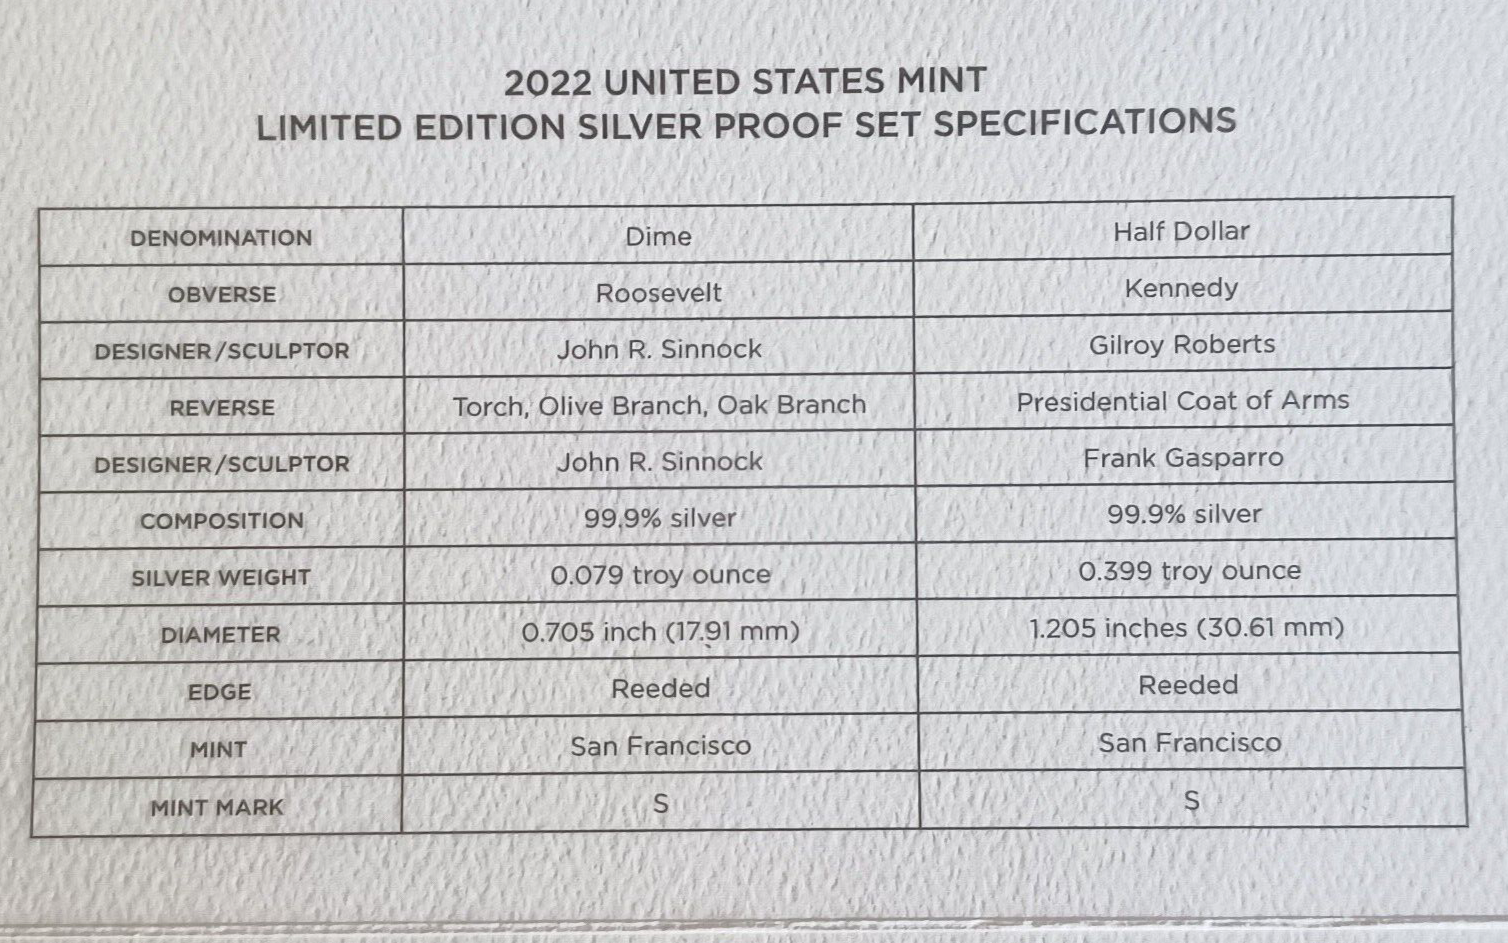 2022 UNITED STATES MINT
LIMITED EDITION SILVER PROOF SET SPECIFICATIONS
DENOMINATION Dime Half Dollar
OBVERSE Roosevelt Kennedy
DESIGNER/SCULPTOR John R. Sinnock Gilroy Roberts
REVERSE Torch, Olive Branch, Oak Branch Presidential Coat of Arms
DESIGNER/SCULPTOR John R. Sinnock Frank Gasparro
COMPOSITION 99.9% silver 99.9% silver
SILVER WEIGHT 0.079 troy ounce 0.399 troy ounce
DIAMETER 0.705 inch (17.91 mm) 1.205 inches (30.61 mm)
EDGE Reeded Reeded
MINT San Francisco San Francisco
MINT MARK S S